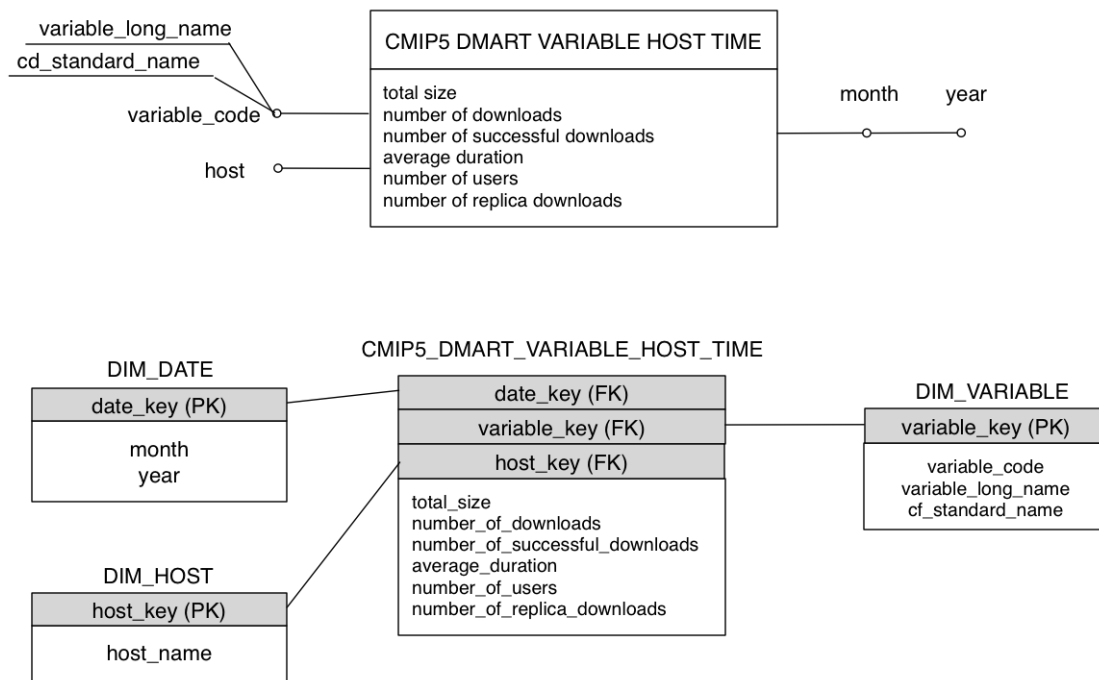 variable_long_name
cd_standard_name
variable_code
host
CMIP5 DMART VARIABLE HOST TIME
total size
number of downloads
number of successful downloads
average duration
number of users
number of replica downloads
month
year
CMIP5_DMART_VARIABLE_HOST_TIME
DIM_DATE
date_key (PK)
month
year
DIM_HOST
host_key (PK)
host_name
date_key (FK)
variable_key (FK)
host_key (FK)
total_size
number_of_downloads
number_of_successful_downloads
average_duration
number_of_users
number_of_replica_downloads
DIM_VARIABLE
variable_key (PK)
variable_code
variable_long_name
cf_standard_name